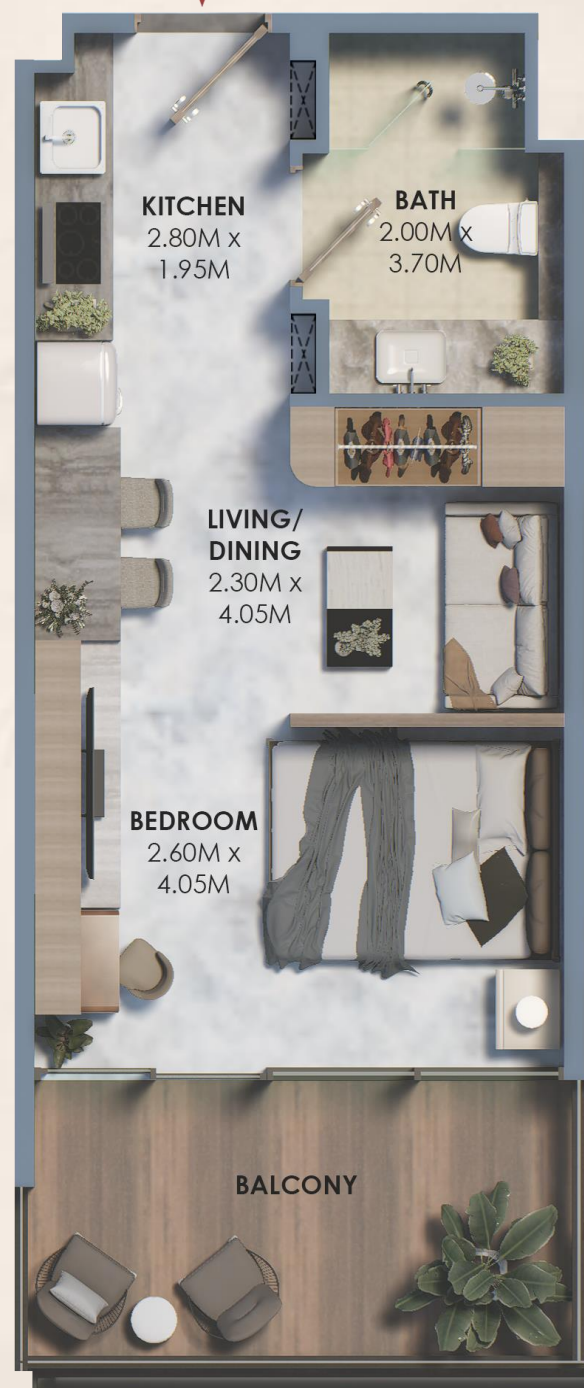 KITCHEN
2.80M x
1.95M
BATH
2.00M x
3.70M
LIVING/
DINING
2.30M x
4.05M
BEDROOM
2.60M x
4.05M
BALCONY